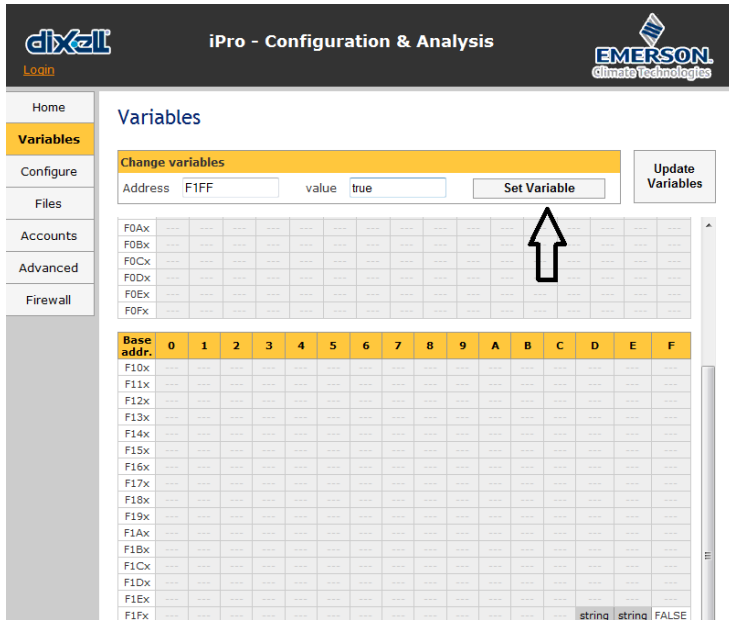 dixell
iPro - Configuration & Analysis
EMERSON.
Climate Technologies
Login
Home
Variables
Configure
Files
Accounts
Advanced
Firewall
Variables
Change variables
Address F1FF value true Set Variable
Update
Variables
F0Ax --- --- --- --- --- --- --- --- --- --- --- --- --- --- --- ---
F0Bx --- --- --- --- --- --- --- --- --- --- --- --- --- --- --- ---
F0Cx --- --- --- --- --- --- --- --- --- --- --- --- --- --- --- ---
F0Dx --- --- --- --- --- --- --- --- --- --- --- --- --- --- --- ---
F0Ex --- --- --- --- --- --- --- --- --- --- --- --- --- --- --- ---
F0Fx --- --- --- --- --- --- --- --- --- --- --- --- --- --- --- ---
Base addr. 0 1 2 3 4 5 6 7 8 9 A B C D E F
F10x --- --- --- --- --- --- --- --- --- --- --- --- --- --- --- ---
F11x --- --- --- --- --- --- --- --- --- --- --- --- --- --- --- ---
F12x --- --- --- --- --- --- --- --- --- --- --- --- --- --- --- ---
F13x --- --- --- --- --- --- --- --- --- --- --- --- --- --- --- ---
F14x --- --- --- --- --- --- --- --- --- --- --- --- --- --- --- ---
F15x --- --- --- --- --- --- --- --- --- --- --- --- --- --- --- ---
F16x --- --- --- --- --- --- --- --- --- --- --- --- --- --- --- ---
F17x --- --- --- --- --- --- --- --- --- --- --- --- --- --- --- ---
F18x --- --- --- --- --- --- --- --- --- --- --- --- --- --- --- ---
F19x --- --- --- --- --- --- --- --- --- --- --- --- --- --- --- ---
F1Ax --- --- --- --- --- --- --- --- --- --- --- --- --- --- --- ---
F1Bx --- --- --- --- --- --- --- --- --- --- --- --- --- --- --- ---
F1Cx --- --- --- --- --- --- --- --- --- --- --- --- --- --- --- ---
F1Dx --- --- --- --- --- --- --- --- --- --- --- --- --- --- --- ---
F1Ex --- --- --- --- --- --- --- --- --- --- --- --- --- --- --- ---
F1Fx --- --- --- --- --- --- --- --- --- --- --- --- --- string string FALSE